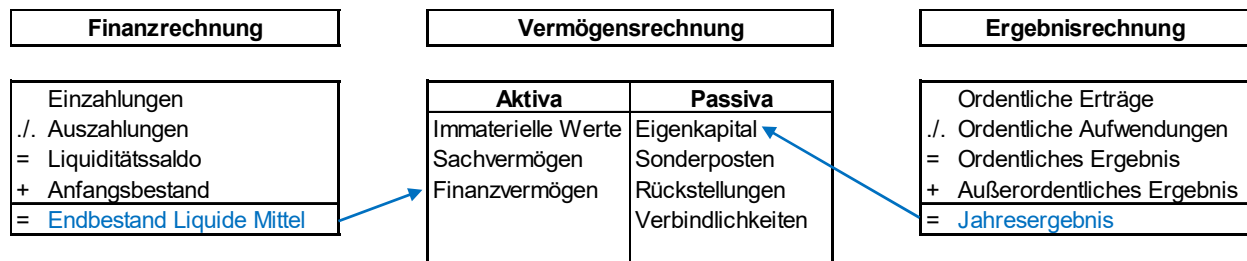 Finanzrechnung
Einzahlungen
./. Auszahlungen
= Liquiditätssaldo
+ Anfangsbestand
= Endbestand Liquide Mittel
Vermögensrechnung
Aktiva Passiva
Immaterielle Werte Eigenkapital
Sachvermögen Sonderposten
Finanzvermögen Rückstellungen
Verbindlichkeiten
Ergebnisrechnung
Ordentliche Erträge
./. Ordentliche Aufwendungen
= Ordentliches Ergebnis
+ Außerordentliches Ergebnis
= Jahresergebnis